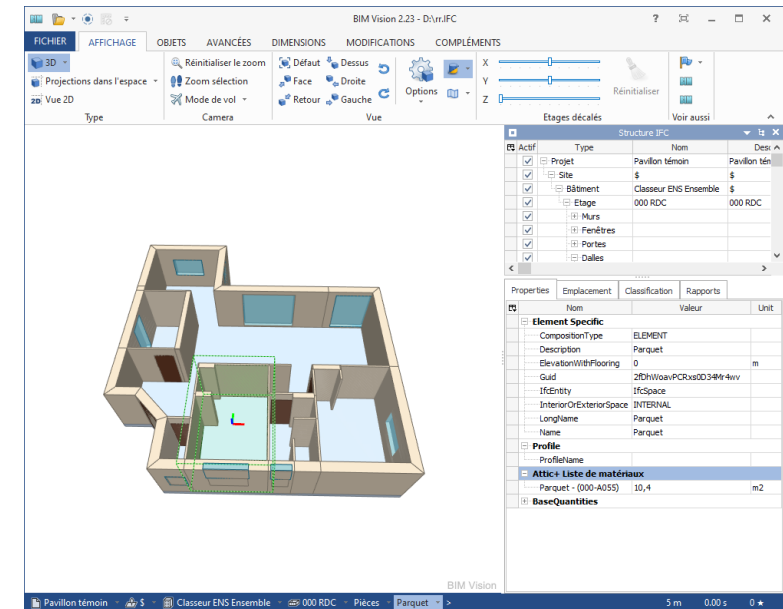 BIM Vision 2.23 - D:\rr.IFC
FICHIER AFFICHAGE OBJETS AVANCÉES DIMENSIONS MODIFICATIONS COMPLÉMENTS
3D Réinitialiser le zoom Défaut Dessus X
Projections dans l'espace Zoom sélection Face Droite Y
2D Vue 2D Mode de vol Retour Gauche Options Z Réinitialiser
Type Camera Vue Etages décalés Voir aussi
Structure IFC
Actif Type Nom
Projet Pavillon témoin
Site $ $
Bâtiment Classeur ENS Ensemble $
Etage 000 RDC 000 RDC
Murs
Fenêtres
Portes
Dalles
Properties Emplacement Classification Rapports
Nom Valeur Unit
Element Specific
CompositionType ELEMENT
Description Parquet
ElevationWithFlooring 0 m
Guid 2fDhWoavPCRxs0D34Mr4wv
IfcEntity IfcSpace
InteriorOrExteriorSpace INTERNAL
LongName Parquet
Name Parquet
Profile
ProfileName
Attic+ Liste de matériaux
Parquet - (000-A055) 10,4 m2
BaseQuantities
BIM Vision
Pavillon témoin $ Classeur ENS Ensemble 000 RDC Pièces Parquet > 5 m 0.00 s 0